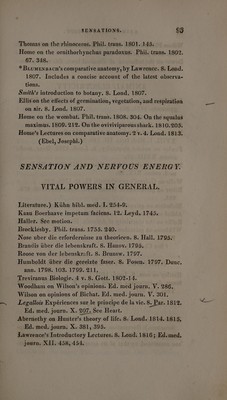 SENSATIONS. 83
Thomas on the rhinoceros. Phil. trans. 1801. 145.
Home on the ornithorhynchus paradoxus. Phil. trans. 1802.
67. 348.
*BLUMENBACH's comparative anatomy, by Lawrence. 8. Lond.
1807. Includes a concise account of the latest observa-
tions.
Smith's introduction to botany. 8. Lond. 1807.
Ellis on the effects of germination, vegetation, and respiration
on air. 8. Lond. 1807.
Home on the wombat. Phil. trans. 1808. 304. On the squalus
maximus. 1809. 212. On the oviviviparous shark. 1810. 205.
Home's Lectures on comparative anatomy. 2 v. 4. Lond. 1813.
(Ebel, Josephi.)
SENSATION AND NERVOUS ENERGY.
VITAL POWERS IN GENERAL.
Literature.) Kühn bibl. med. I. 254-9.
Kaau Boerhaave inpetum faciens. 12. Leyd. 1745.
Haller. See motion.
Brocklesby. Phil. trans. 1755. 240.
Nose uber die reforderniss zu theorieen. 8. Hall. 1795.
Brandis über die lebenskraft. 8. Hanov. 1795.
Roose von der lebenskraft. 8. Brunsw. 1797.
Humboldt über die gereizte faser. 8. Posen. 1797. Dunc.
ann. 1798. 103. 1799. 211.
Treviranus Biologie. 4 v. 8. Gott. 1802-14.
Woodham on Wilson's opinions. Ed. med journ. V. 286.
Wilson on opinions of Bichat. Ed. med. journ. V. 301.
Legallois Expériences sur le principe de la vie. 8. Par. 1812.
Ed. med. journ. X. 207. See Heart.
Abernethy on Hunter's theory of life. 8. Lond. 1814. 1815.
Ed. med. journ. X. 381, 395.
Lawrence's Introductory Lectures. 8. Lond. 1816; Ed. med.
journ. XII. 458, 454.